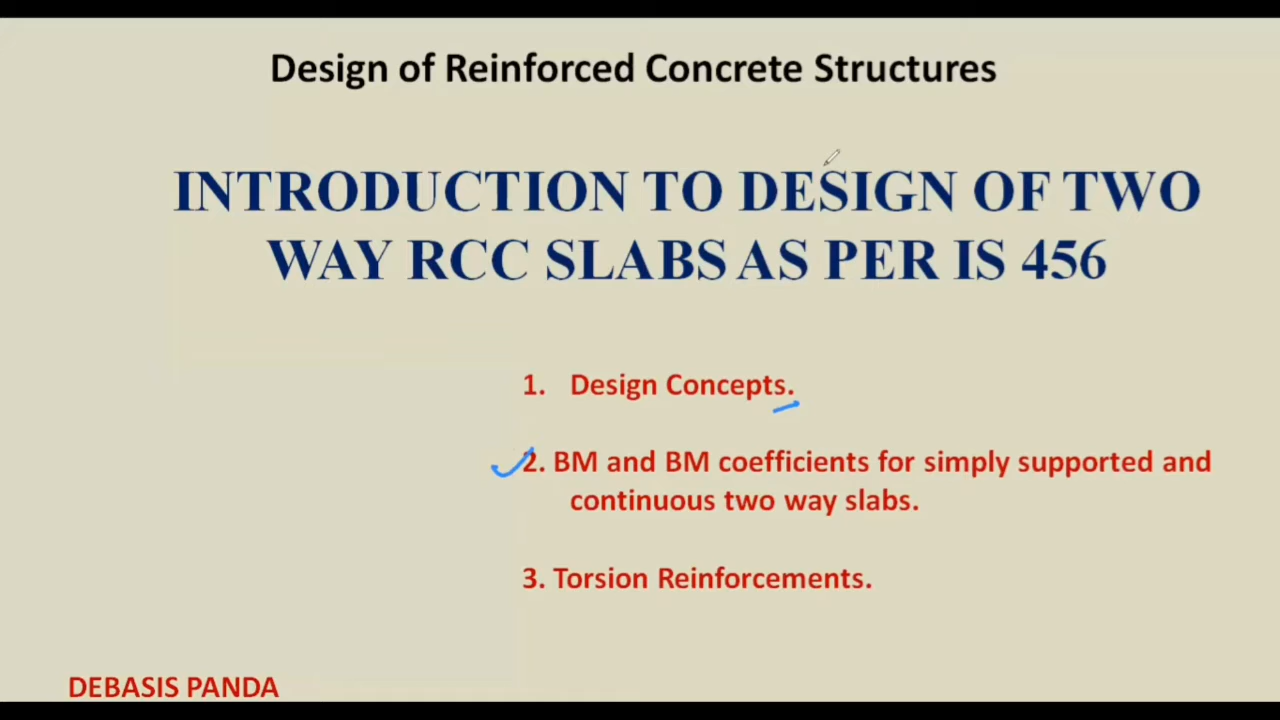 Design of Reinforced Concrete Structures
INTRODUCTION TO DESIGN OF TWO
WAY RCC SLABS AS PER IS 456
1. Design Concepts.
2. BM and BM coefficients for simply supported and
continuous two way slabs.
3. Torsion Reinforcements.
DEBASIS PANDA